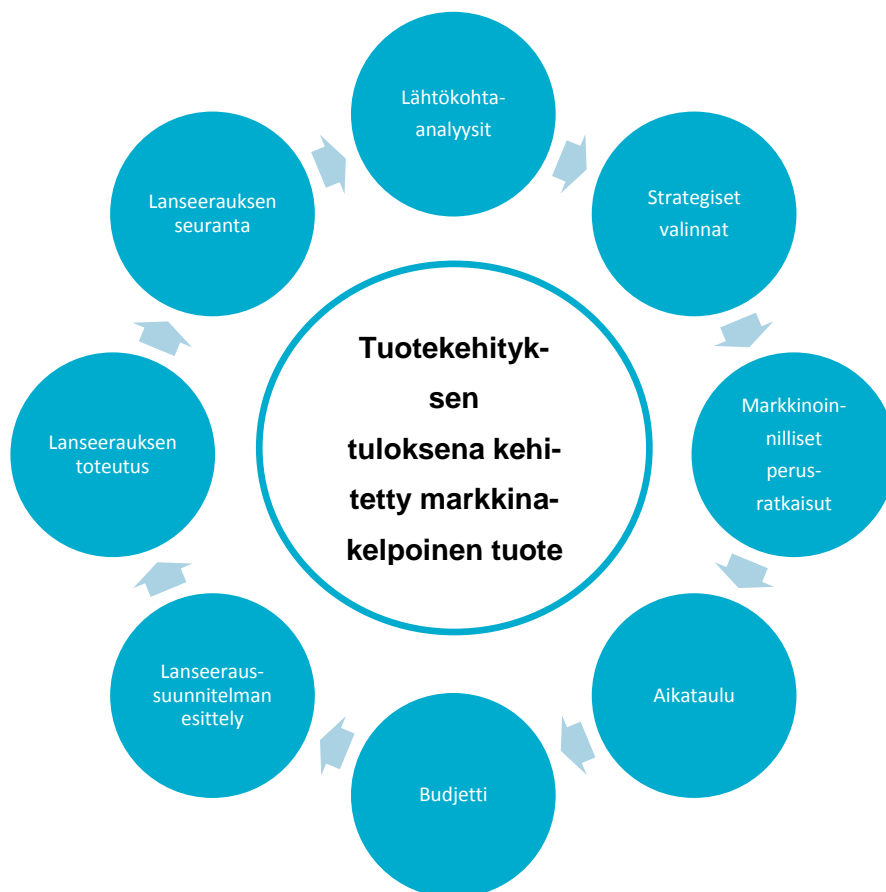 Lähtökohta-
analyysit
Strategiset
valinnat
Markkinoin-
nilliset
perus-
ratkaisut
Aikataulu
Budjetti
Lanseeraus-
suunnitelman
esittely
Lanseerauksen
toteutus
Lanseerauksen
seuranta
Tuotekehityk-
sen
tuloksena kehi-
tetty markkina-
kelpoinen tuote